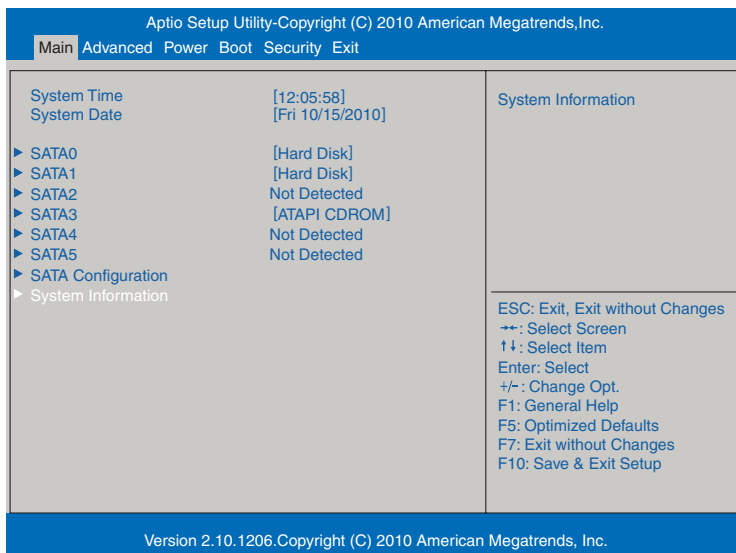 Aptio Setup Utility-Copyright (C) 2010 American Megatrends,Inc.
Main Advanced Power Boot Security Exit
System Time [12:05:58]
System Date [Fri 10/15/2010]
SATA0 [Hard Disk]
SATA1 [Hard Disk]
SATA2 Not Detected
SATA3 [ATAPI CDROM]
SATA4 Not Detected
SATA5 Not Detected
SATA Configuration
System Information
System Information
ESC: Exit, Exit without Changes
→←: Select Screen
↑↓: Select Item
Enter: Select
+/-: Change Opt.
F1: General Help
F5: Optimized Defaults
F7: Exit without Changes
F10: Save & Exit Setup
Version 2.10.1206.Copyright (C) 2010 American Megatrends, Inc.